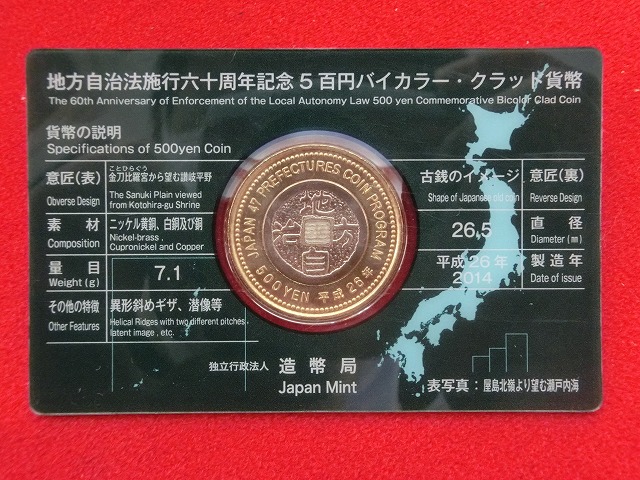 地方自治法施行六十周年記念5百円バイカラー・クラッド貨幣
The 60th Anniversary of Enforcement of the Local Autonomy Law 500 yen Commemorative Bicolor Clad Coin
貨幣の説明
Specifications of 500yen Coin
意匠(表)
Obverse Design
ことひらぐう
金刀比羅宮から望む讃岐平野
The Sanuki Plain viewed
from Kotohira-gu Shrine
古銭のイメージ
Shape of Japanese old coin
意匠(裏)
Reverse Design
素材
Composition
ニッケル黄銅、白銅及び銅
Nickel-brass,
Cupronickel and Copper
26.5
直径
Diameter (㎜)
量目
Weight (g)
7.1
平成26年
2014
製造年
Date of issue
その他の特徴
Other Features
異形斜めギザ、潜像等
Helical Ridges with two different pitches,
latent image, etc.
JAPAN 47 PREFECTURES COIN PROGRAM
地方自治
500YEN 平成26年
独立行政法人 造幣局
Japan Mint
表写真：屋島北嶺より望む瀬戸内海